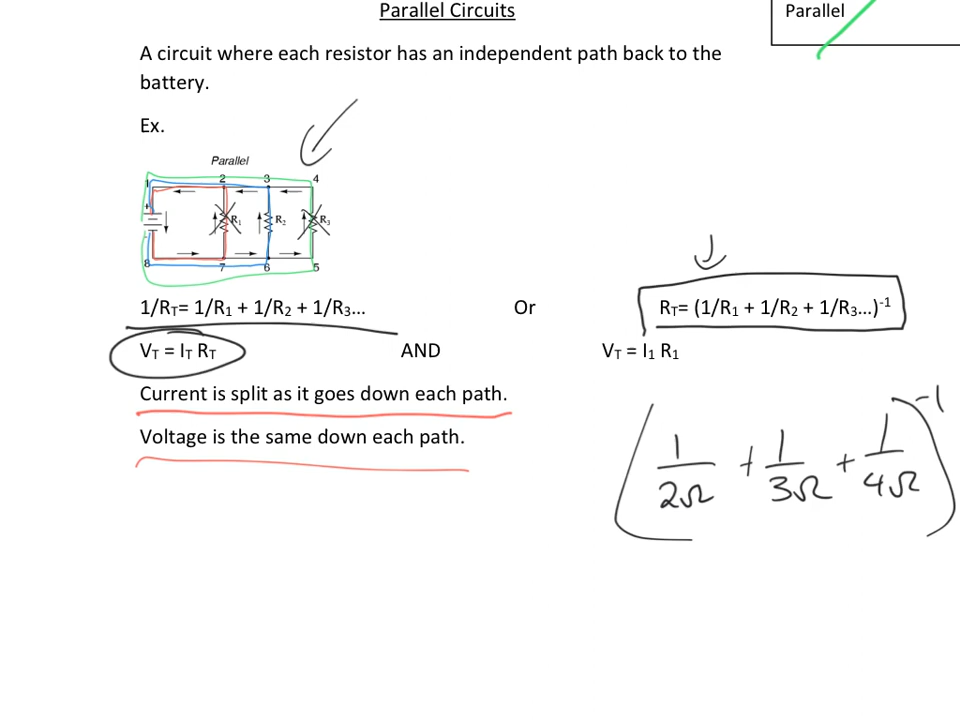 Parallel Circuits
Parallel
A circuit where each resistor has an independent path back to the
battery.
Ex.
Parallel
1 2 3 4
+ R₁ R₂ R₃
-
8 7 6 5
1/RT= 1/R1 + 1/R2 + 1/R3... Or RT= (1/R1 + 1/R2 + 1/R3...)-1
VT = IT RT AND VT = I1 R1
Current is split as it goes down each path.
Voltage is the same down each path.
(1/2Ω + 1/3Ω + 1/4Ω)-1